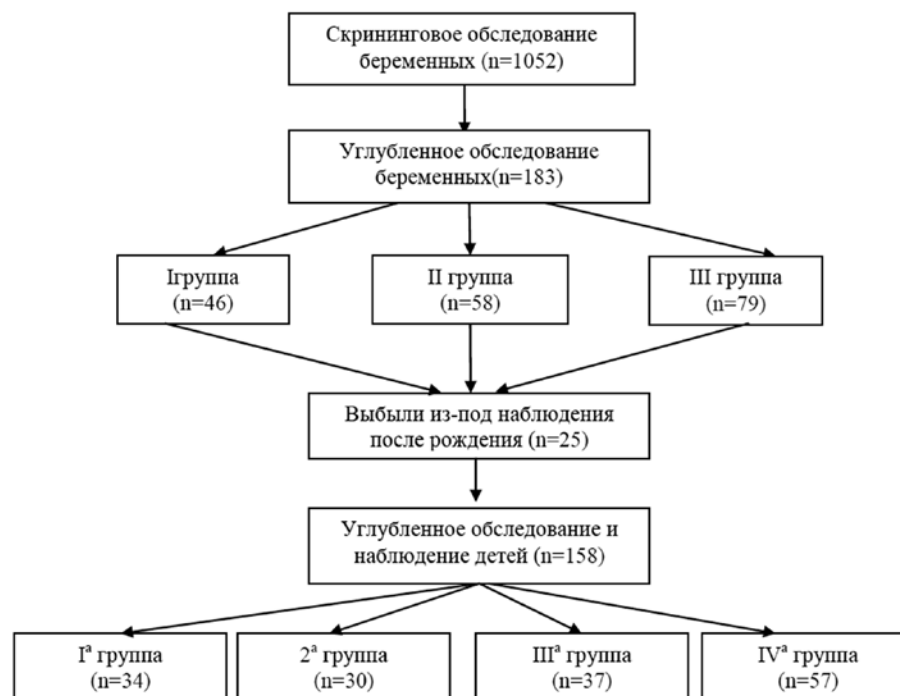 Скрининговое обследование
беременных (n=1052)
Углубленное обследование
беременных(n=183)
Iгруппа
(n=46)
II группа
(n=58)
III группа
(n=79)
Выбыли из-под наблюдения
после рождения (n=25)
Углубленное обследование и
наблюдение детей (n=158)
Iª группа
(n=34)
2ª группа
(n=30)
IIIª группа
(n=37)
IVª группа
(n=57)